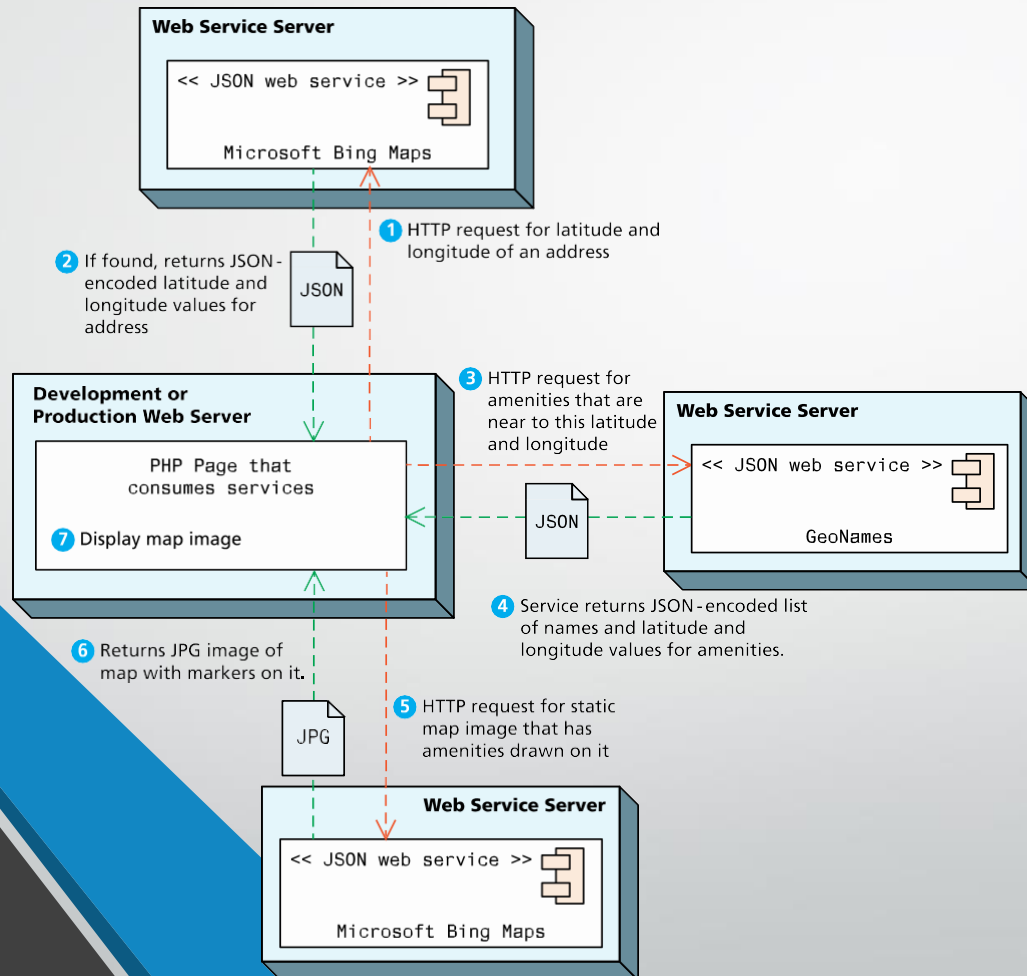 Web Service Server
<< JSON web service >>
Microsoft Bing Maps
1 HTTP request for latitude and
longitude of an address
2 If found, returns JSON-
encoded latitude and
longitude values for
address
JSON
Development or
Production Web Server
PHP Page that
consumes services
7 Display map image
3 HTTP request for
amenities that are
near to this latitude
and longitude
Web Service Server
<< JSON web service >>
GeoNames
JSON
4 Service returns JSON-encoded list
of names and latitude and
longitude values for amenities.
6 Returns JPG image of
map with markers on it.
JPG
5 HTTP request for static
map image that has
amenities drawn on it
Web Service Server
<< JSON web service >>
Microsoft Bing Maps